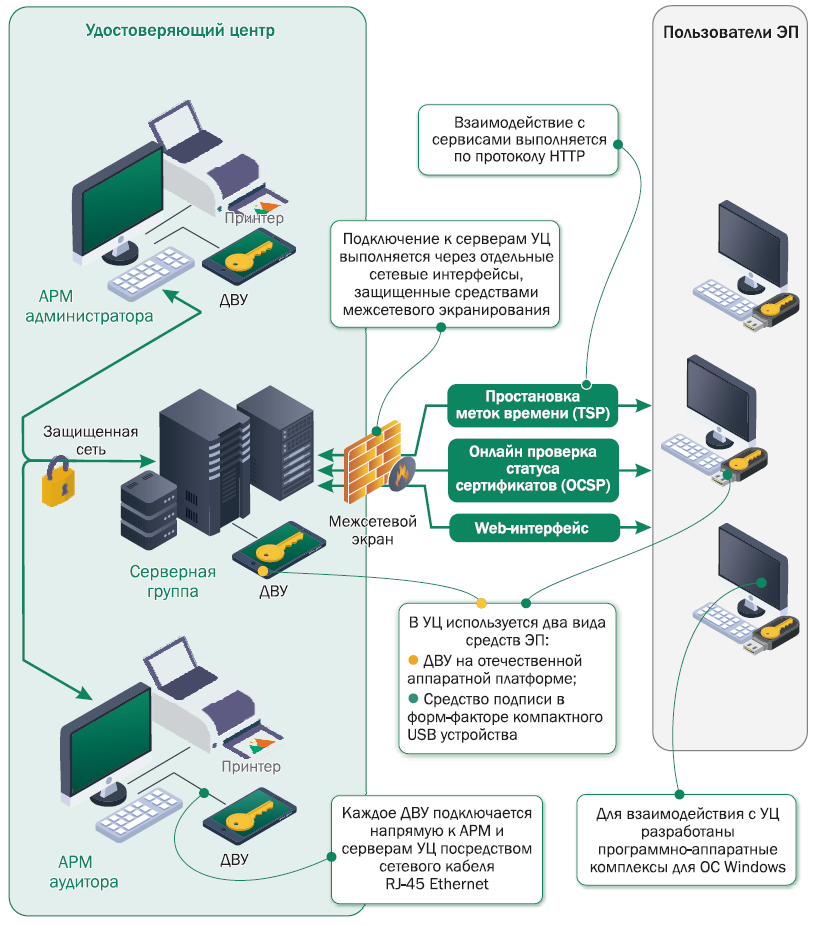 Удостоверяющий центр
Пользователи ЭП
Взаимодействие с
сервисами выполняется
по протоколу HTTP
Принтер
ДВУ
АРМ
администратора
Подключение к серверам УЦ
выполняется через отдельные
сетевые интерфейсы,
защищенные средствами
межсетевого экранирования
Защищенная
сеть
Простановка
меток времени (TSP)
Онлайн проверка
статуса
сертификатов (OCSP)
Web-интерфейс
Межсетевой
экран
Серверная
группа
ДВУ
В УЦ используется два вида
средств ЭП:
ДВУ на отечественной
аппаратной платформе;
Средство подписи в
форм-факторе компактного
USB устройства
Принтер
ДВУ
АРМ
аудитора
Каждое ДВУ подключается
напрямую к АРМ и
серверам УЦ посредством
сетевого кабеля
RJ-45 Ethernet
Для взаимодействия с УЦ
разработаны
программно-аппаратные
комплексы для ОС Windows